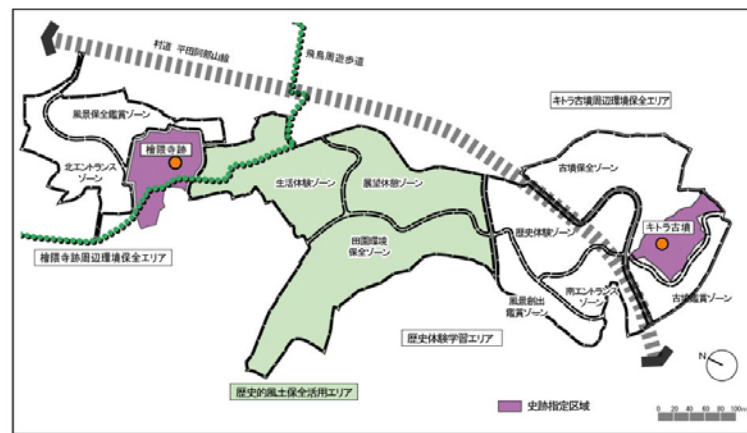 村道 平田阿部山線
飛鳥周遊歩道
キトラ古墳周辺環境保全エリア
風景保全鑑賞ゾーン
檜隈寺跡
北エントランス
ゾーン
生活体験ゾーン
展望休憩ゾーン
古墳保全ゾーン
キトラ古墳
田園環境
保全ゾーン
歴史体験ゾーン
南エントランス
ゾーン
古墳鑑賞ゾーン
風景創出
鑑賞ゾーン
檜隈寺跡周辺環境保全エリア
歴史体験学習エリア
歴史的風土保全活用エリア
史跡指定区域
N
0 20 40 60 80 100m